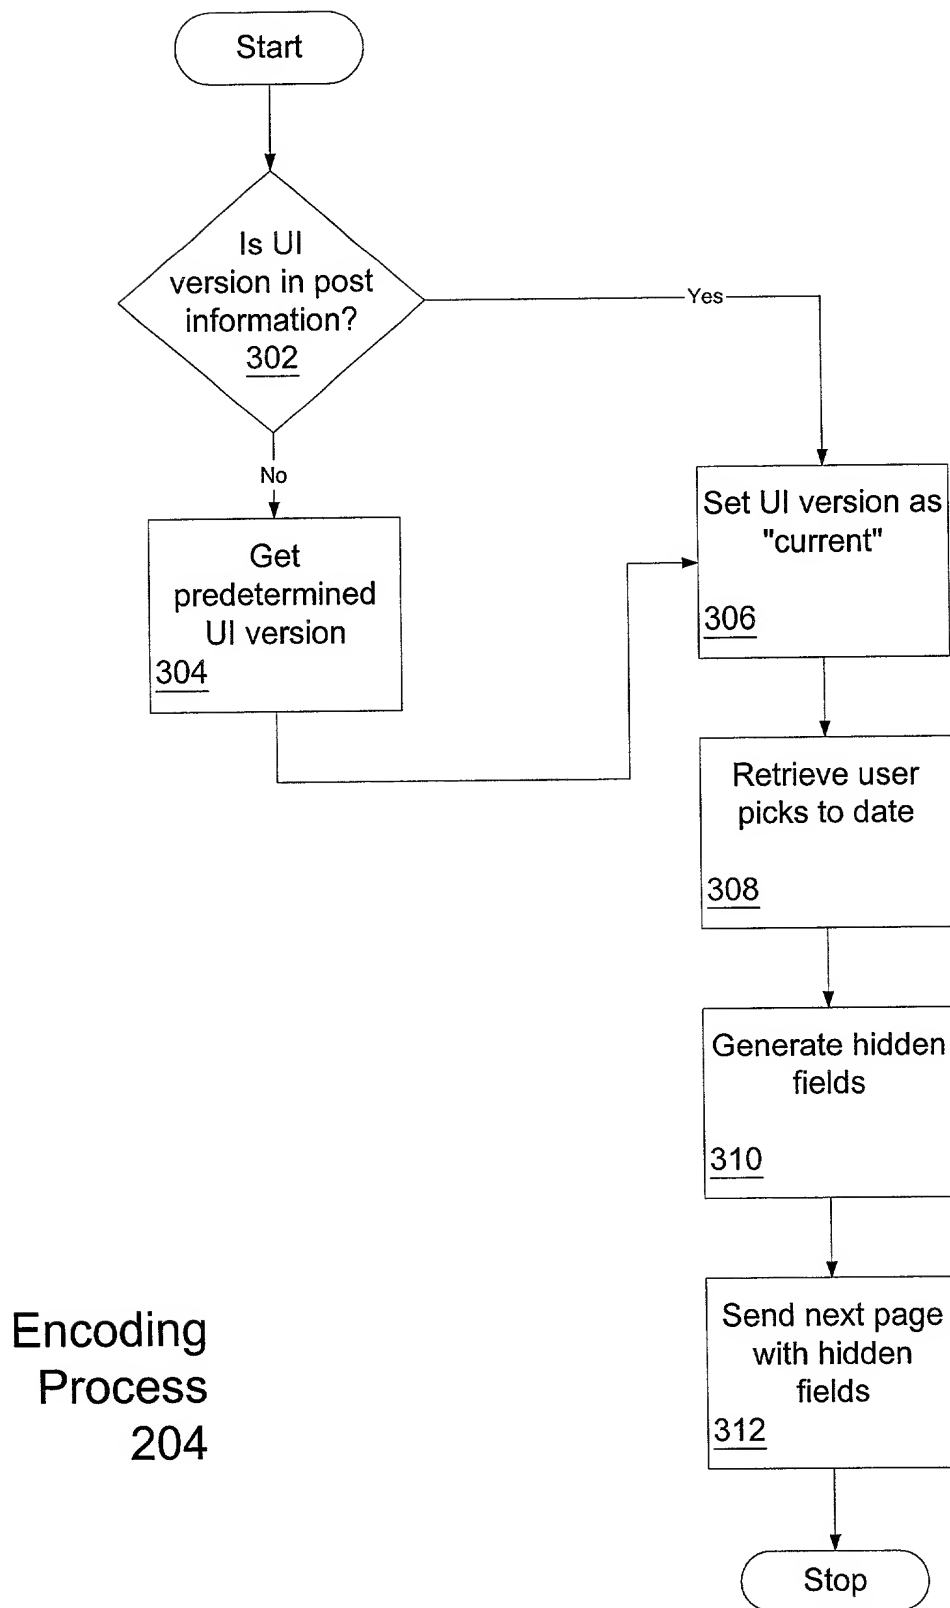 Start
Is UI
version in post
information?
302
Yes
No
Get
predetermined
UI version
304
Set UI version as
"current"
306
Retrieve user
picks to date
308
Generate hidden
fields
310
Send next page
with hidden
fields
312
Stop
Encoding
Process
204